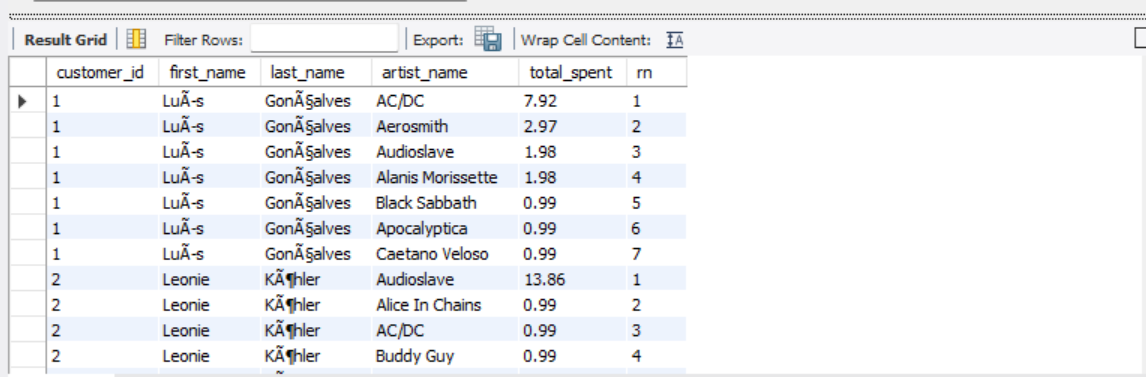 Result Grid Filter Rows: Export: Wrap Cell Content:
customer_id first_name last_name artist_name total_spent rn
1 LuÃ-s GonÃ§alves AC/DC 7.92 1
1 LuÃ-s GonÃ§alves Aerosmith 2.97 2
1 LuÃ-s GonÃ§alves Audioslave 1.98 3
1 LuÃ-s GonÃ§alves Alanis Morissette 1.98 4
1 LuÃ-s GonÃ§alves Black Sabbath 0.99 5
1 LuÃ-s GonÃ§alves Apocalyptica 0.99 6
1 LuÃ-s GonÃ§alves Caetano Veloso 0.99 7
2 Leonie KÃ¶hler Audioslave 13.86 1
2 Leonie KÃ¶hler Alice In Chains 0.99 2
2 Leonie KÃ¶hler AC/DC 0.99 3
2 Leonie KÃ¶hler Buddy Guy 0.99 4